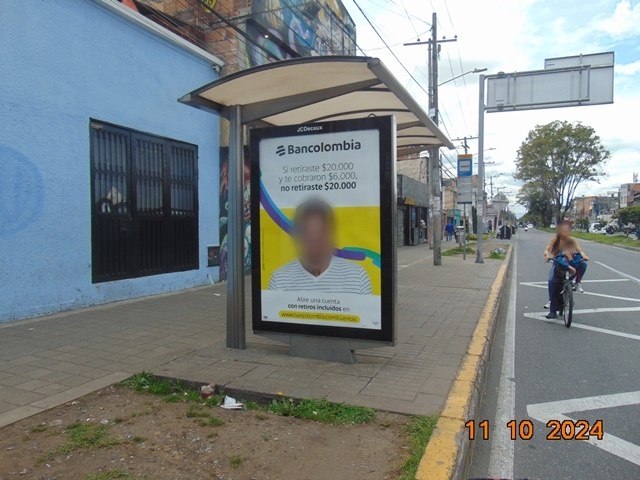 JCDecaux
Bancolombia
Si retiraste $20.000
y te cobraron $6.000,
no retiraste $20.000
Abre una cuenta
con retiros incluidos en
www.bancolombia.com/cuentas
11 10 2024